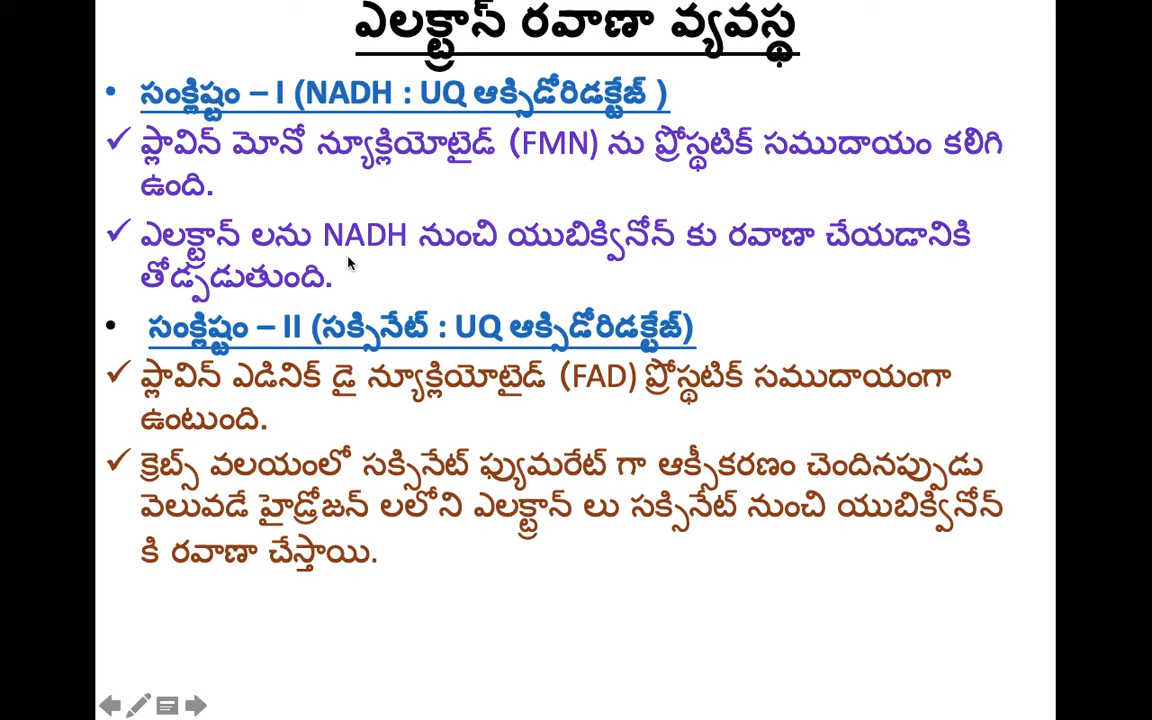 ఎలక్ట్రాన్ రవాణా వ్యవస్థ
• సంక్లిష్టం – I (NADH : UQ ఆక్సిడోరిడక్టేజ్ )
✓ ఫ్లావిన్ మోనో న్యూక్లియోటైడ్ (FMN) ను ప్రోస్థటిక్ సముదాయం కలిగి
ఉంది.
✓ ఎలక్ట్రాన్ లను NADH నుంచి యుబిక్వినోన్ కు రవాణా చేయడానికి
తోడ్పడుతుంది.
• సంక్లిష్టం – II (సక్సినేట్ : UQ ఆక్సిడోరిడక్టేజ్)
✓ ఫ్లావిన్ ఎడినిక్ డై న్యూక్లియోటైడ్ (FAD) ప్రోస్థటిక్ సముదాయంగా
ఉంటుంది.
✓ క్రెబ్స్ వలయంలో సక్సినేట్ ఫ్యుమరేట్ గా ఆక్సీకరణం చెందినప్పుడు
వెలువడే హైడ్రోజన్ లలోని ఎలక్ట్రాన్ లు సక్సినేట్ నుంచి యుబిక్వినోన్
కి రవాణా చేస్తాయి.